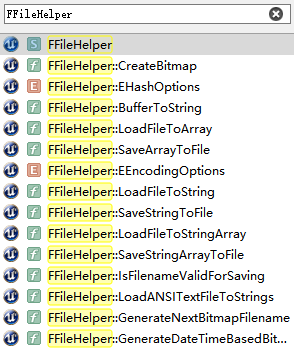 FFileHelper
S FFileHelper
f FFileHelper::CreateBitmap
E FFileHelper::EHashOptions
f FFileHelper::BufferToString
f FFileHelper::LoadFileToArray
f FFileHelper::SaveArrayToFile
E FFileHelper::EEncodingOptions
f FFileHelper::LoadFileToString
f FFileHelper::SaveStringToFile
f FFileHelper::LoadFileToStringArray
f FFileHelper::SaveStringArrayToFile
f FFileHelper::IsFilenameValidForSaving
f FFileHelper::LoadANSITextFileToStrings
f FFileHelper::GenerateNextBitmapFilename
f FFileHelper::GenerateDateTimeBasedBit...